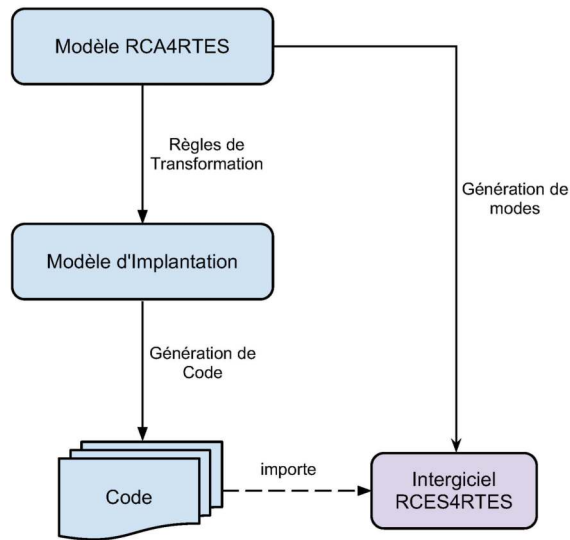 Modèle RCA4RTES
Règles de
Transformation
Génération de
modes
Modèle d'Implantation
Génération de
Code
Code
importe
Intergiciel
RCES4RTES